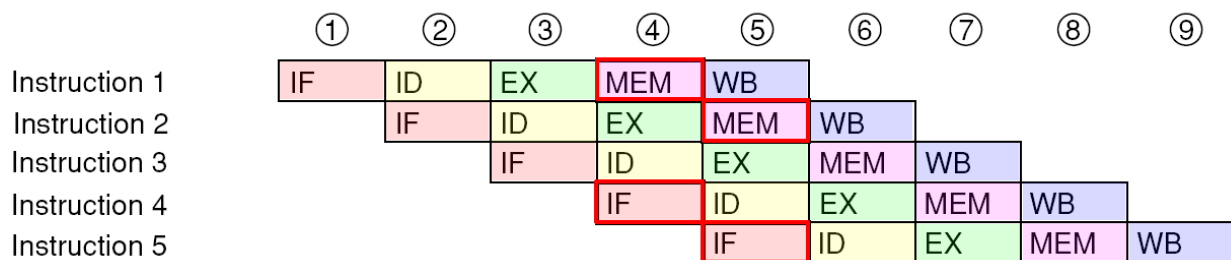 ① ② ③ ④ ⑤ ⑥ ⑦ ⑧ ⑨
Instruction 1 IF ID EX MEM WB
Instruction 2 IF ID EX MEM WB
Instruction 3 IF ID EX MEM WB
Instruction 4 IF ID EX MEM WB
Instruction 5 IF ID EX MEM WB